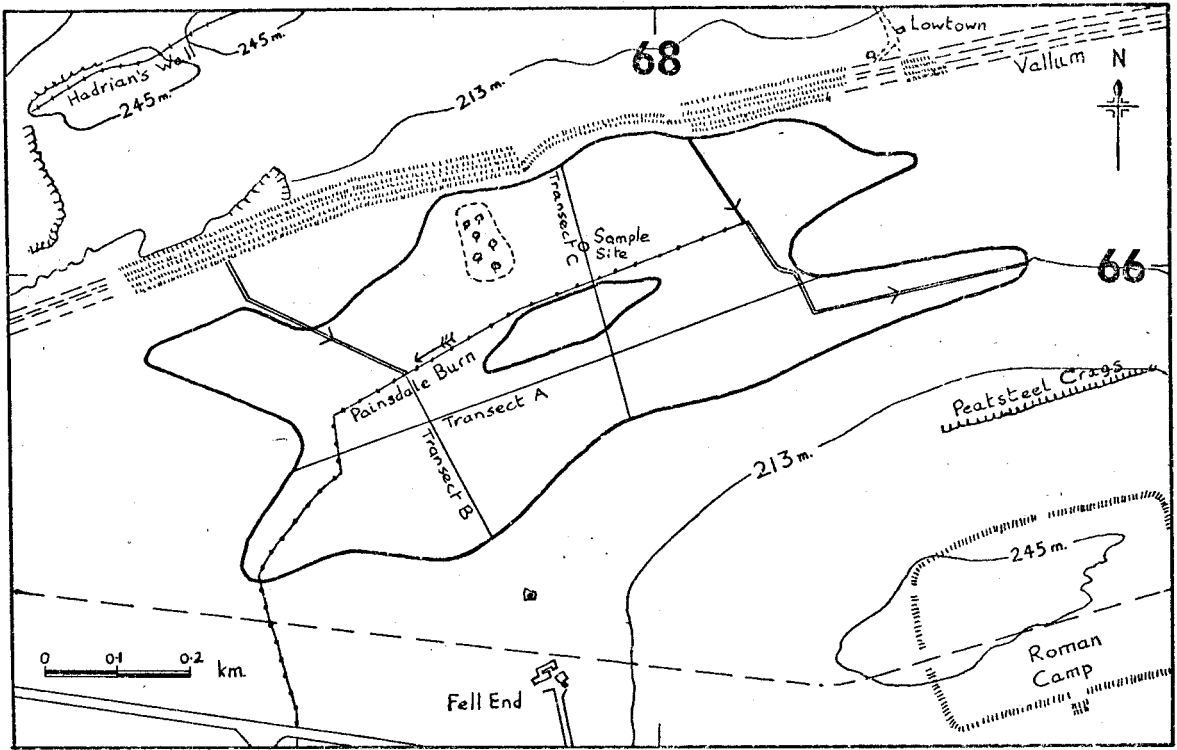 Lowtown
245 m.
68
Hadrian's Wall
Vallum
N
245 m.
213 m.
Transect C
Sample
Site
66
Painsdale Burn
Peatsteel Crags
Transect A
Transect B
213 m.
245 m.
0 0·1 0·2 km.
Roman
Camp
Fell End